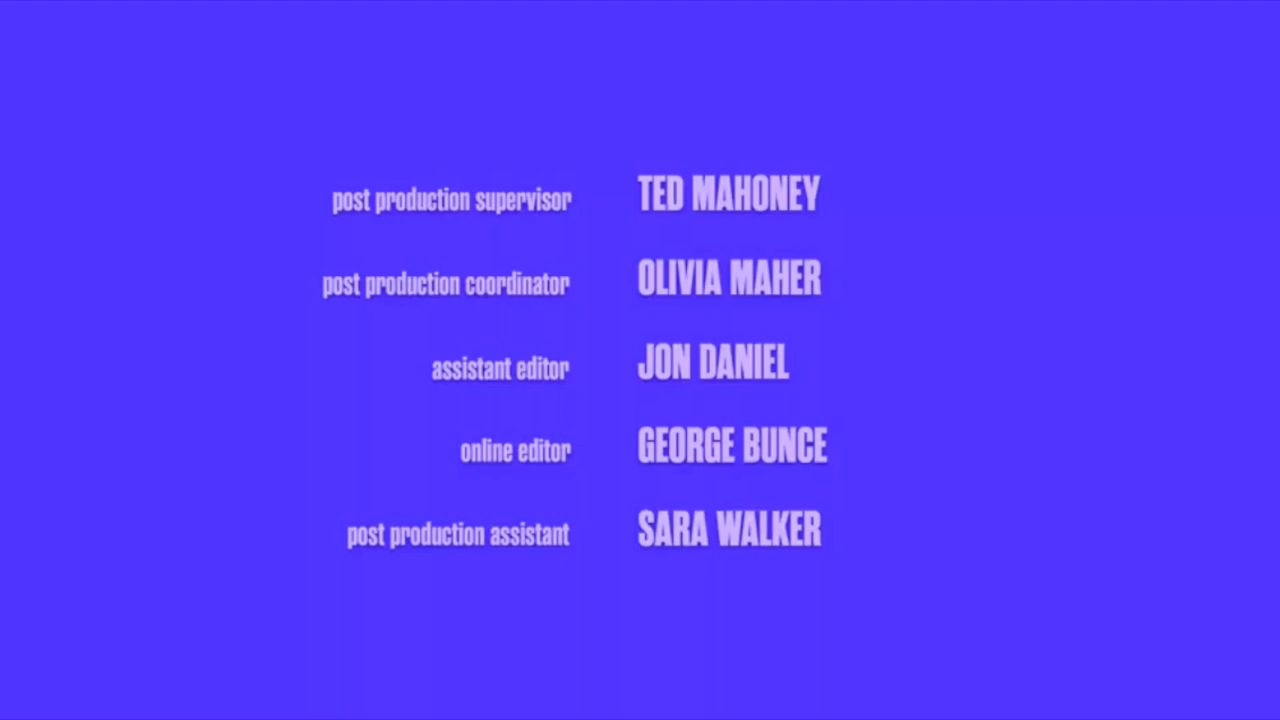 post production supervisor TED MAHONEY
post production coordinator OLIVIA MAHER
assistant editor JON DANIEL
online editor GEORGE BUNCE
post production assistant SARA WALKER